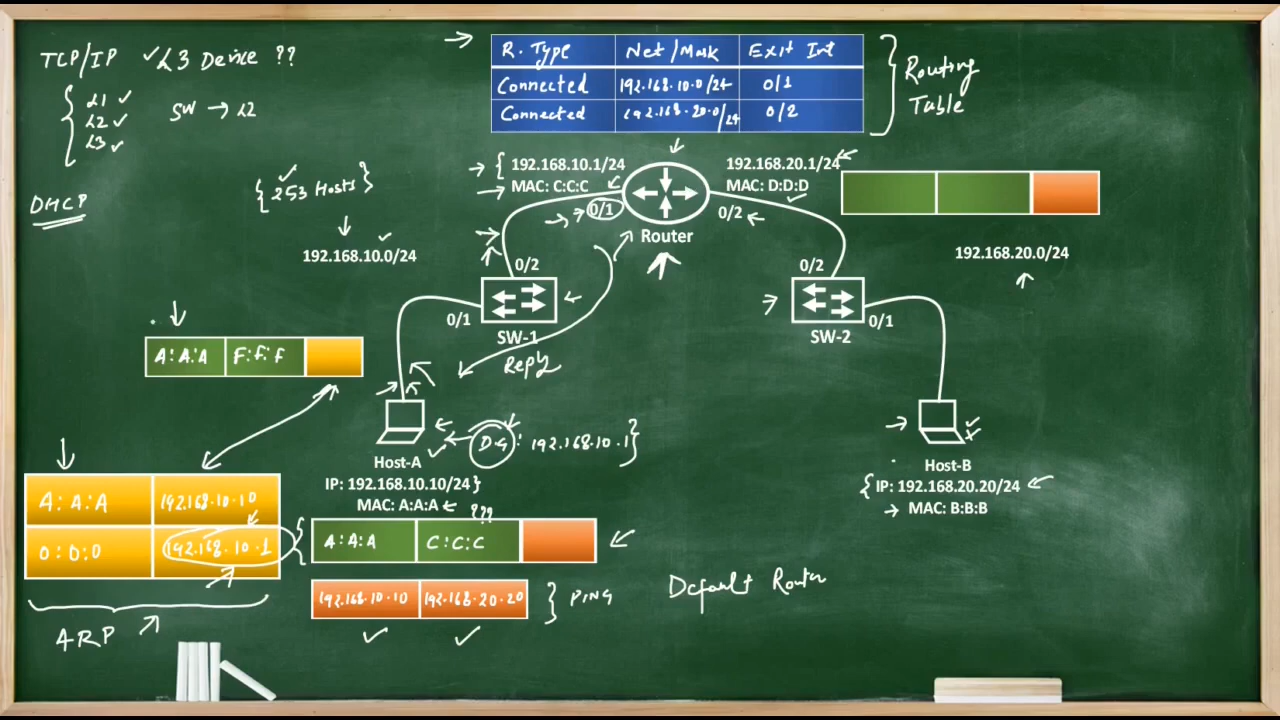 TCP/IP ✓ L3 Device ??
L1 ✓
L2 ✓
L3 ✓
SW → L2
DHCP
{ 253 Hosts }
192.168.10.0/24
R.Type Net/Mask Exit Int
Connected 192.168.10.0/24 0/1
Connected 192.168.20.0/24 0/2
Routing
Table
192.168.10.1/24
MAC: C:C:C
0/1
Router
192.168.20.1/24
MAC: D:D:D
0/2
192.168.20.0/24
0/2
0/1
SW-1
Reply
0/2
0/1
SW-2
A:A:A F:F:F
DG : 192.168.10.1
Host-A
IP: 192.168.10.10/24
MAC: A:A:A
???
Host-B
IP: 192.168.20.20/24
MAC: B:B:B
A:A:A 192.168.10.10
0:0:0 192.168.10.1
ARP
A:A:A C:C:C
192.168.10.10 192.168.20.20
PING
Default Router